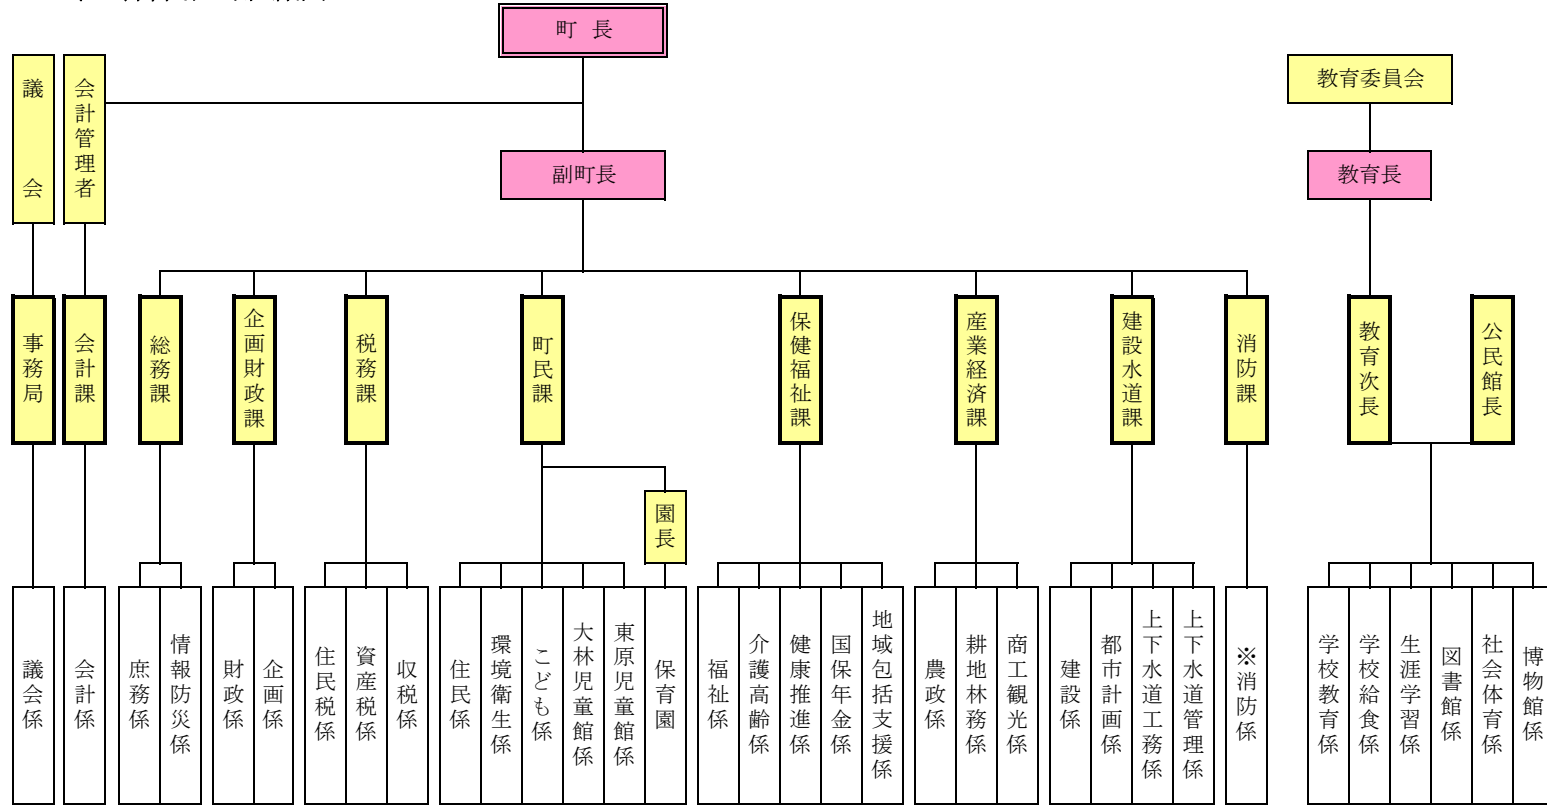 町 長
議会
会計管理者
教育委員会
副町長
教育長
事務局
会計課
総務課
企画財政課
税務課
町民課
保健福祉課
産業経済課
建設水道課
消防課
教育次長
公民館長
園長
議会係
会計係
庶務係
情報防災係
財政係
企画係
住民税係
資産税係
収税係
住民係
環境衛生係
こども係
大林児童館係
東原児童館係
保育園
福祉係
介護高齢係
健康推進係
国保年金係
地域包括支援係
農政係
耕地林務係
商工観光係
建設係
都市計画係
上下水道工務係
上下水道管理係
※消防係
学校教育係
学校給食係
生涯学習係
図書館係
社会体育係
博物館係